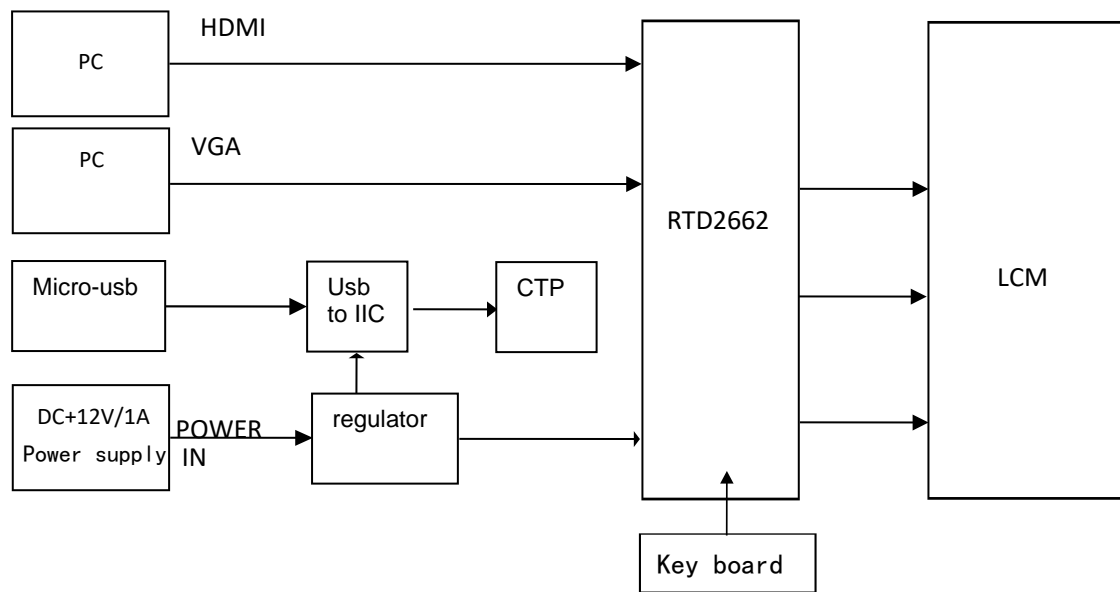 HDMI
PC
VGA
PC
RTD2662
LCM
Micro-usb
Usb
to IIC
CTP
DC+12V/1A
Power supply
POWER
IN
regulator
Key board